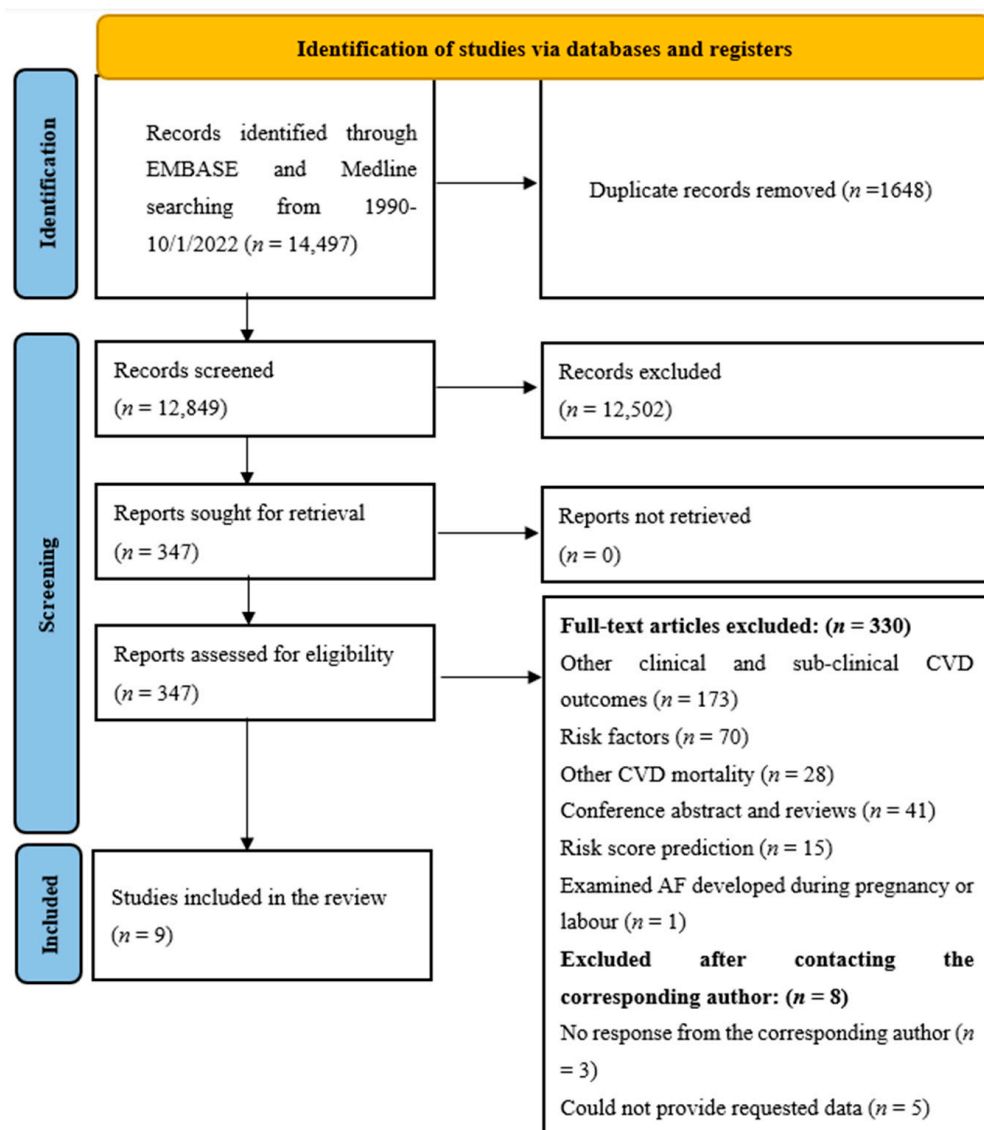 Identification of studies via databases and registers
Identification
Records identified through
EMBASE and Medline
searching from 1990-
10/1/2022 (n = 14,497)
Duplicate records removed (n =1648)
Screening
Records screened
(n = 12,849)
Records excluded
(n = 12,502)
Reports sought for retrieval
(n = 347)
Reports not retrieved
(n = 0)
Reports assessed for eligibility
(n = 347)
Full-text articles excluded: (n = 330)
Other clinical and sub-clinical CVD
outcomes (n = 173)
Risk factors (n = 70)
Other CVD mortality (n = 28)
Conference abstract and reviews (n = 41)
Risk score prediction (n = 15)
Examined AF developed during pregnancy or
labour (n = 1)
Excluded after contacting the
corresponding author: (n = 8)
No response from the corresponding author (n
= 3)
Could not provide requested data (n = 5)
Included
Studies included in the review
(n = 9)